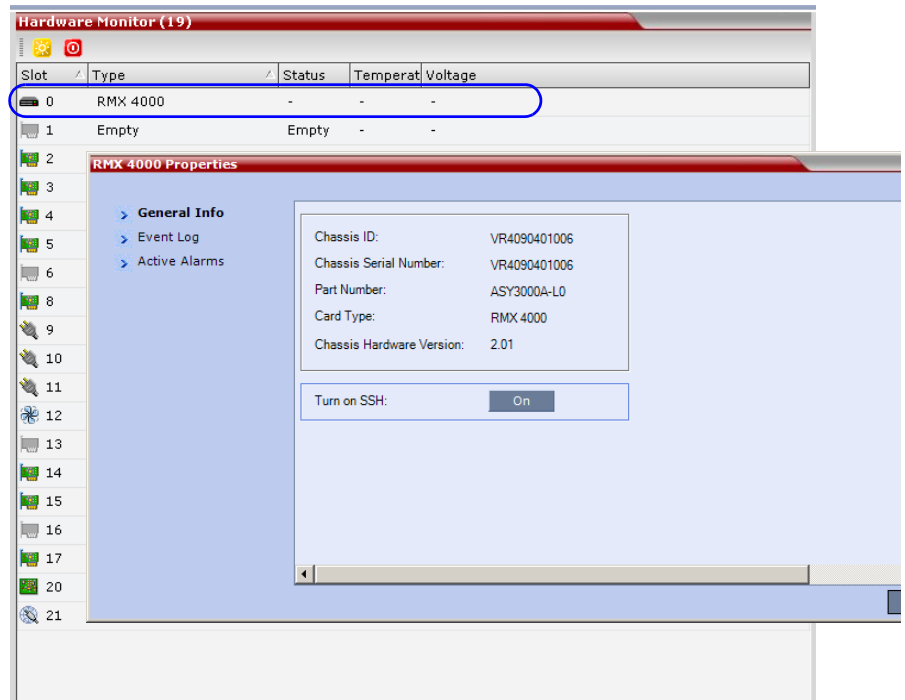 Hardware Monitor (19)
Slot Type Status Temperat Voltage
0 RMX 4000 - - -
1 Empty Empty - -
2
RMX 4000 Properties
3
4 General Info
5 Event Log
6 Active Alarms
8
9
10
11
12
13
14
15
16
17
20
21
Chassis ID: VR4090401006
Chassis Serial Number: VR4090401006
Part Number: ASY3000A-L0
Card Type: RMX 4000
Chassis Hardware Version: 2.01
Turn on SSH: On